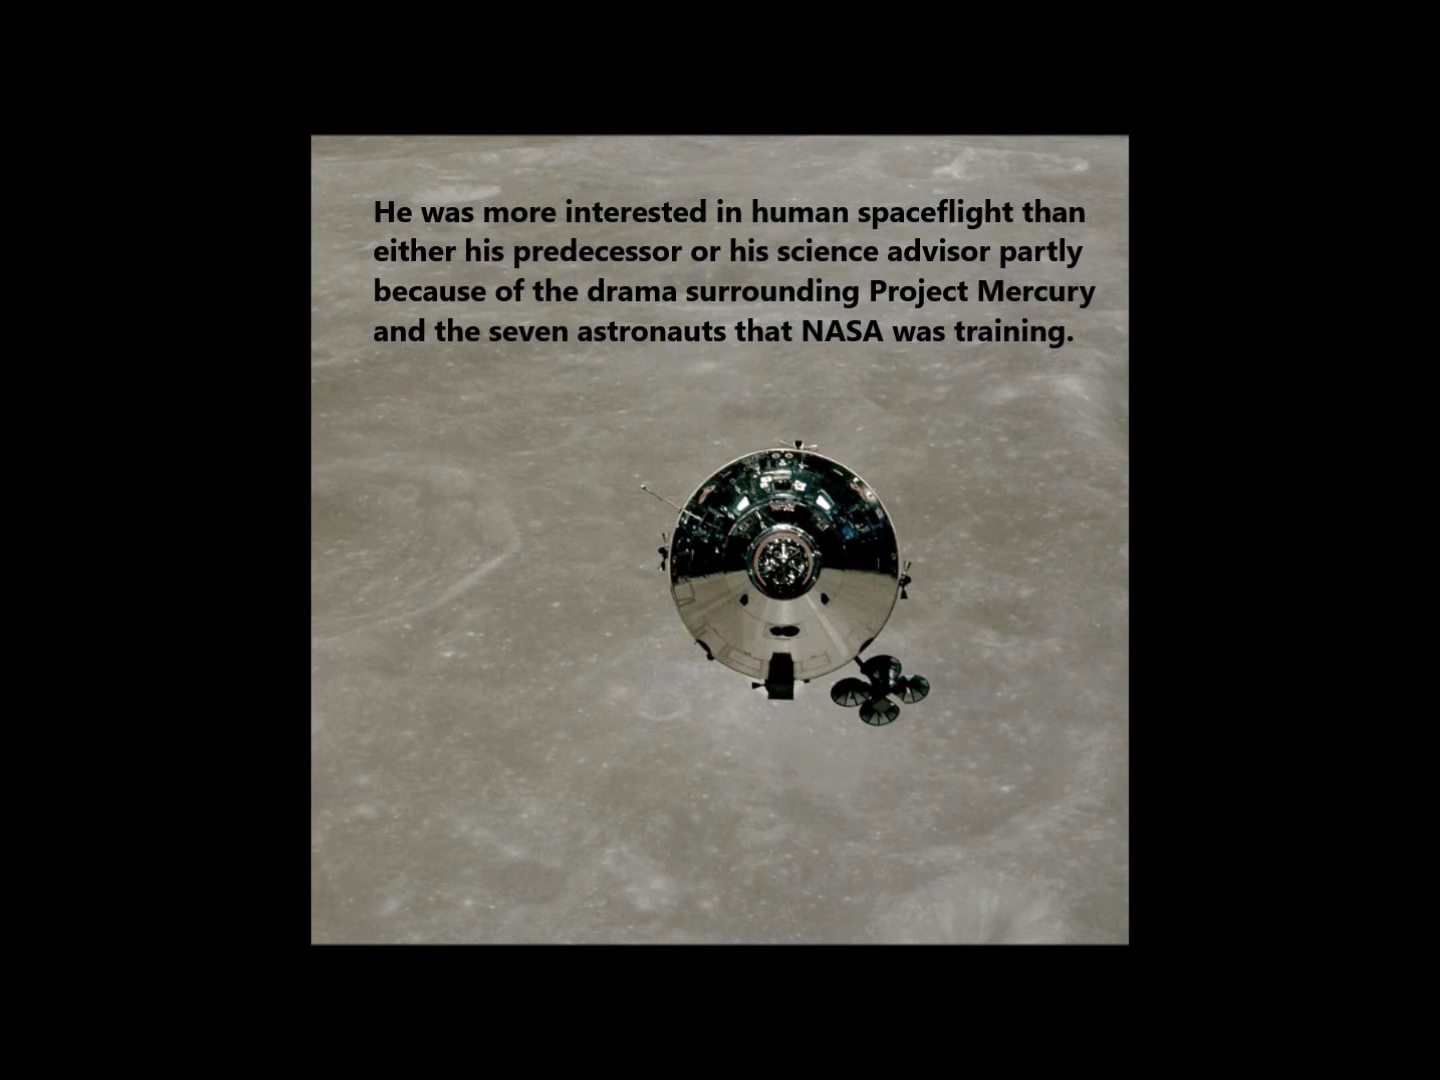 He was more interested in human spaceflight than
either his predecessor or his science advisor partly
because of the drama surrounding Project Mercury
and the seven astronauts that NASA was training.